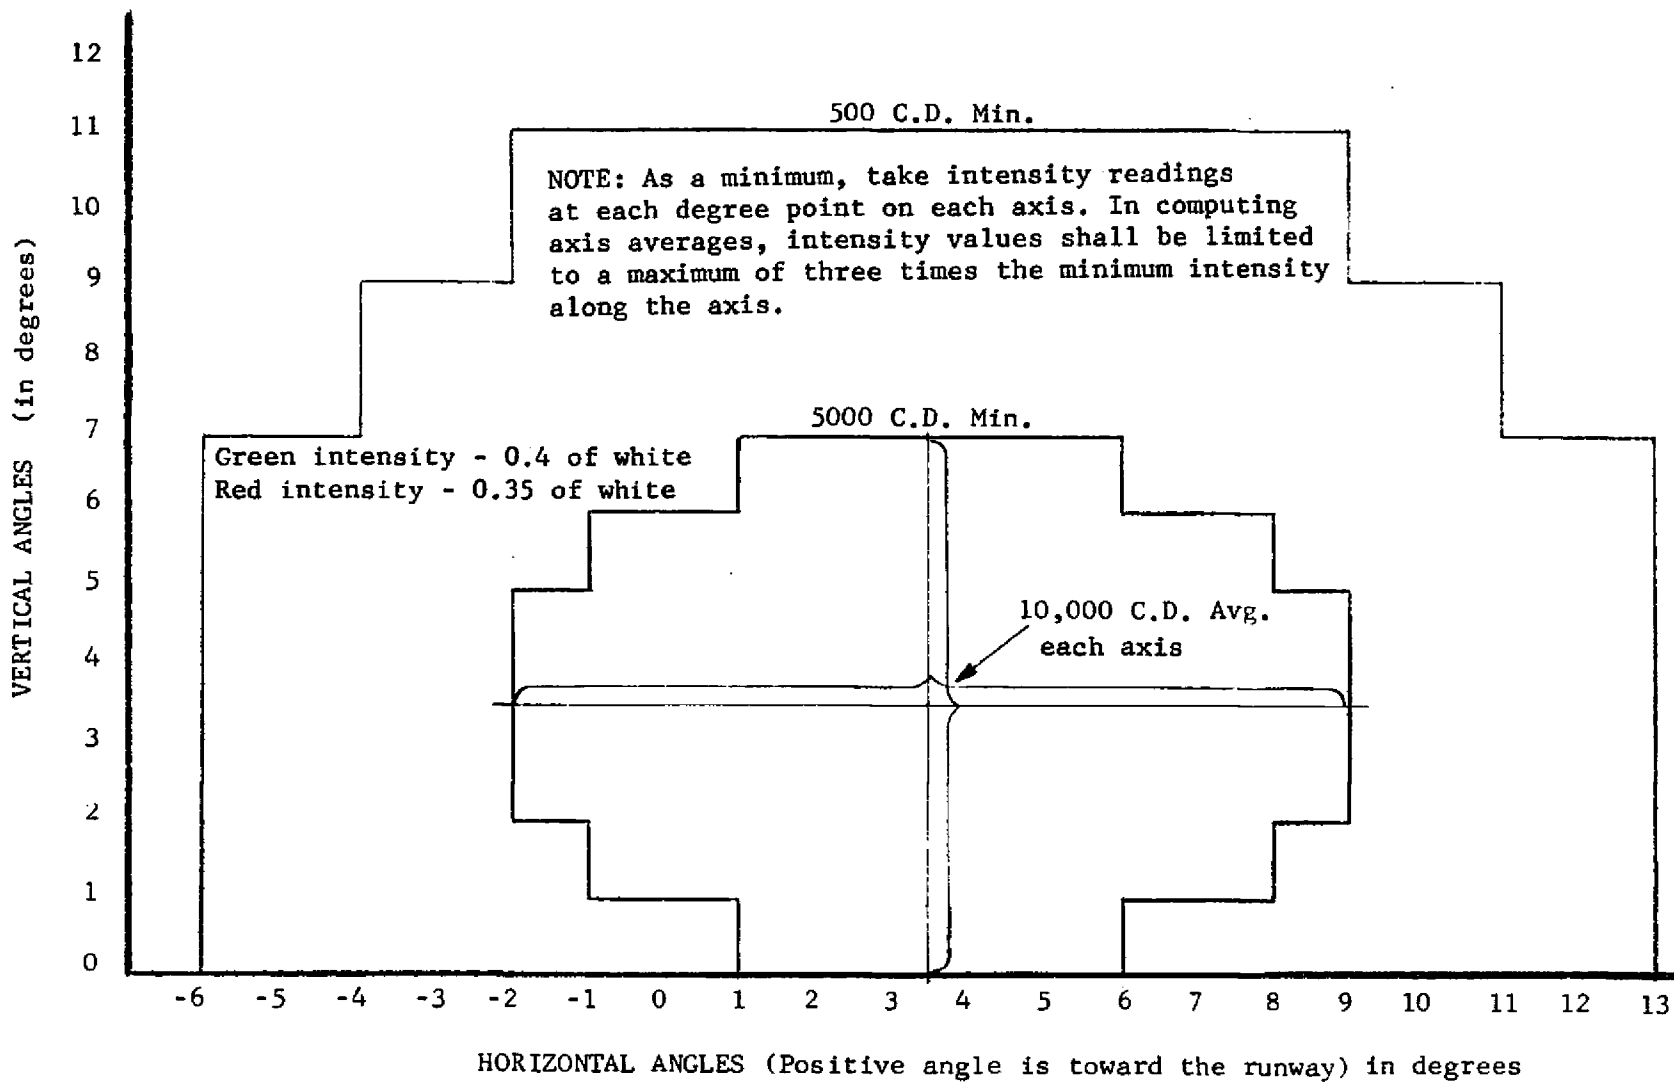 12
500 C.D. Min.
11
NOTE: As a minimum, take intensity readings
at each degree point on each axis. In computing
axis averages, intensity values shall be limited
to a maximum of three times the minimum intensity
along the axis.
10
9
8
7
5000 C.D. Min.
Green intensity - 0.4 of white
Red intensity - 0.35 of white
6
5
10,000 C.D. Avg.
each axis
4
3
2
1
0
VERTICAL ANGLES (in degrees)
-6 -5 -4 -3 -2 -1 0 1 2 3 4 5 6 7 8 9 10 11 12 13
HORIZONTAL ANGLES (Positive angle is toward the runway) in degrees